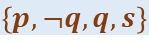 {p, ¬q, q, s}